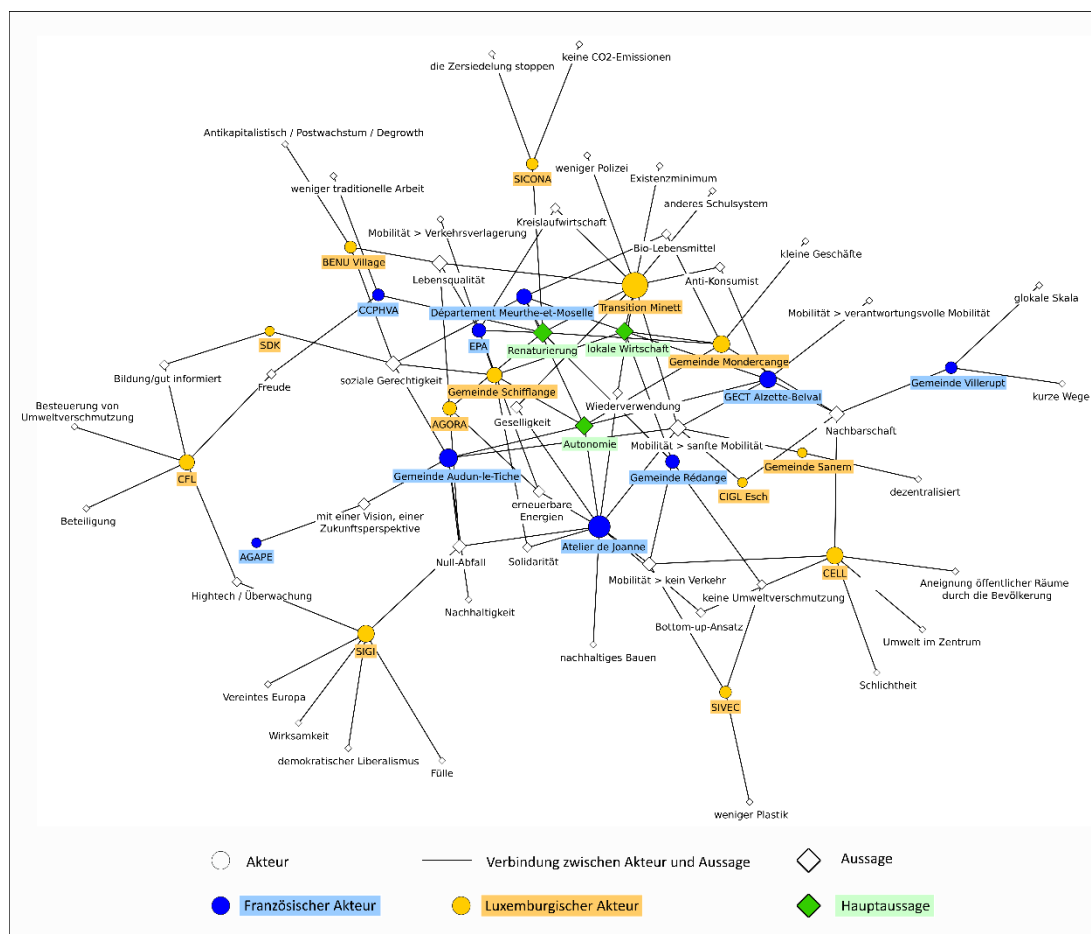 keine CO2-Emissionen
die Zersiedelung stoppen
Antikapitalistisch / Postwachstum / Degrowth
weniger Polizei
SICONA
Existenzminimum
weniger traditionelle Arbeit
anderes Schulsystem
Kreislaufwirtschaft
Mobilität > Verkehrsverlagerung
Bio-Lebensmittel
kleine Geschäfte
BENU Village
Lebensqualität
Anti-Konsumist
glokale Skala
CCPHVA
Département Meurthe-et-Moselle
Transition Minett
Mobilität > verantwortungsvolle Mobilität
SDK
EPA
Renaturierung
lokale Wirtschaft
Gemeinde Mondercange
Bildung/gut informiert
Freude
soziale Gerechtigkeit
Gemeinde Schifflange
GECT Alzette-Belval
Gemeinde Villerupt
kurze Wege
Besteuerung von
Umweltverschmutzung
AGORA
Geselligkeit
Wiederverwendung
Nachbarschaft
Autonomie
Mobilität > sanfte Mobilität
CFL
Gemeinde Audun-le-Tiche
Gemeinde Rédange
Gemeinde Sanem
CIGL Esch
dezentralisiert
Beteiligung
mit einer Vision, einer
Zukunftsperspektive
erneuerbare
Energien
AGAPE
Null-Abfall
Solidarität
Atelier de Joanne
CELL
Hightech / Überwachung
Mobilität > kein Verkehr
keine Umweltverschmutzung
Aneignung öffentlicher Räume
durch die Bevölkerung
Nachhaltigkeit
Bottom-up-Ansatz
Umwelt im Zentrum
SIGI
nachhaltiges Bauen
Schlichtheit
Vereintes Europa
SIVEC
Wirksamkeit
demokratischer Liberalismus
Fülle
weniger Plastik
Akteur
Verbindung zwischen Akteur und Aussage
Aussage
Französischer Akteur
Luxemburgischer Akteur
Hauptaussage